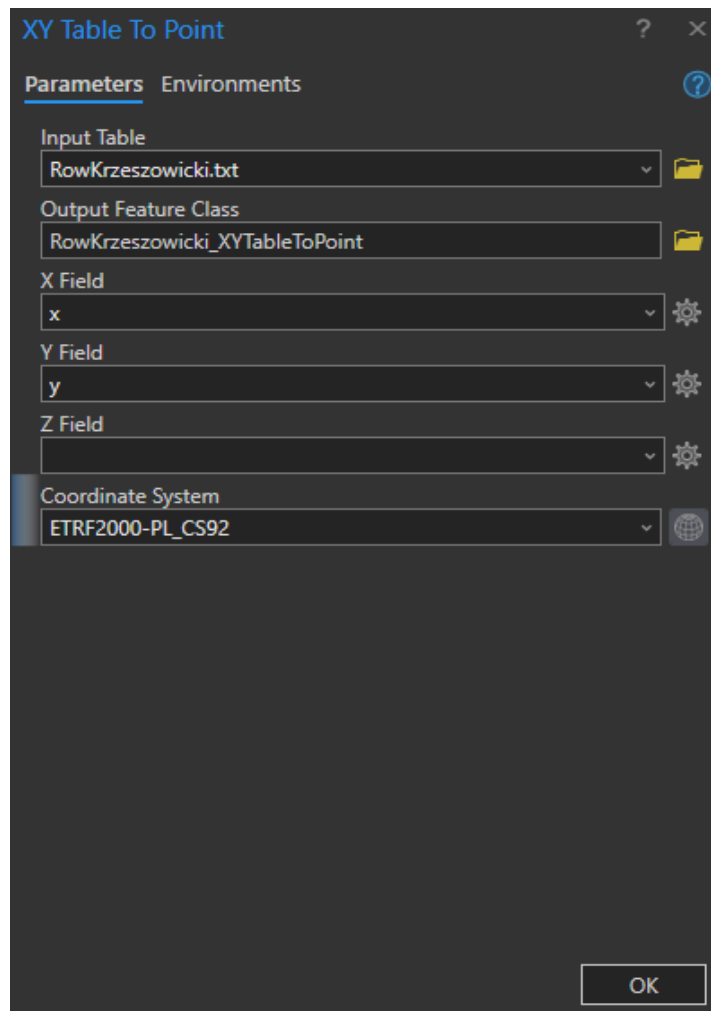 XY Table To Point ? ×
Parameters Environments ?
Input Table
RowKrzeszowicki.txt
Output Feature Class
RowKrzeszowicki_XYTableToPoint
X Field
x
Y Field
y
Z Field
Coordinate System
ETRF2000-PL_CS92
OK